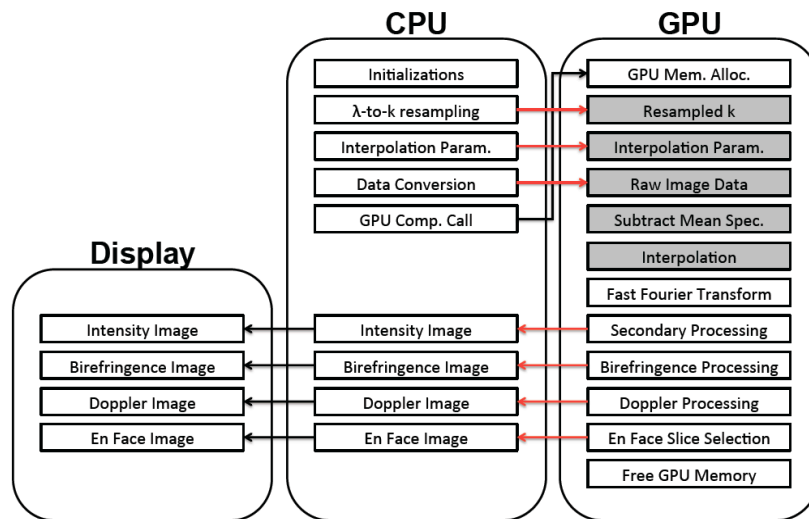 CPU
GPU
Initializations
GPU Mem. Alloc.
λ-to-k resampling
Resampled k
Interpolation Param.
Interpolation Param.
Data Conversion
Raw Image Data
GPU Comp. Call
Subtract Mean Spec.
Display
Interpolation
Fast Fourier Transform
Intensity Image
Intensity Image
Secondary Processing
Birefringence Image
Birefringence Image
Birefringence Processing
Doppler Image
Doppler Image
Doppler Processing
En Face Image
En Face Image
En Face Slice Selection
Free GPU Memory